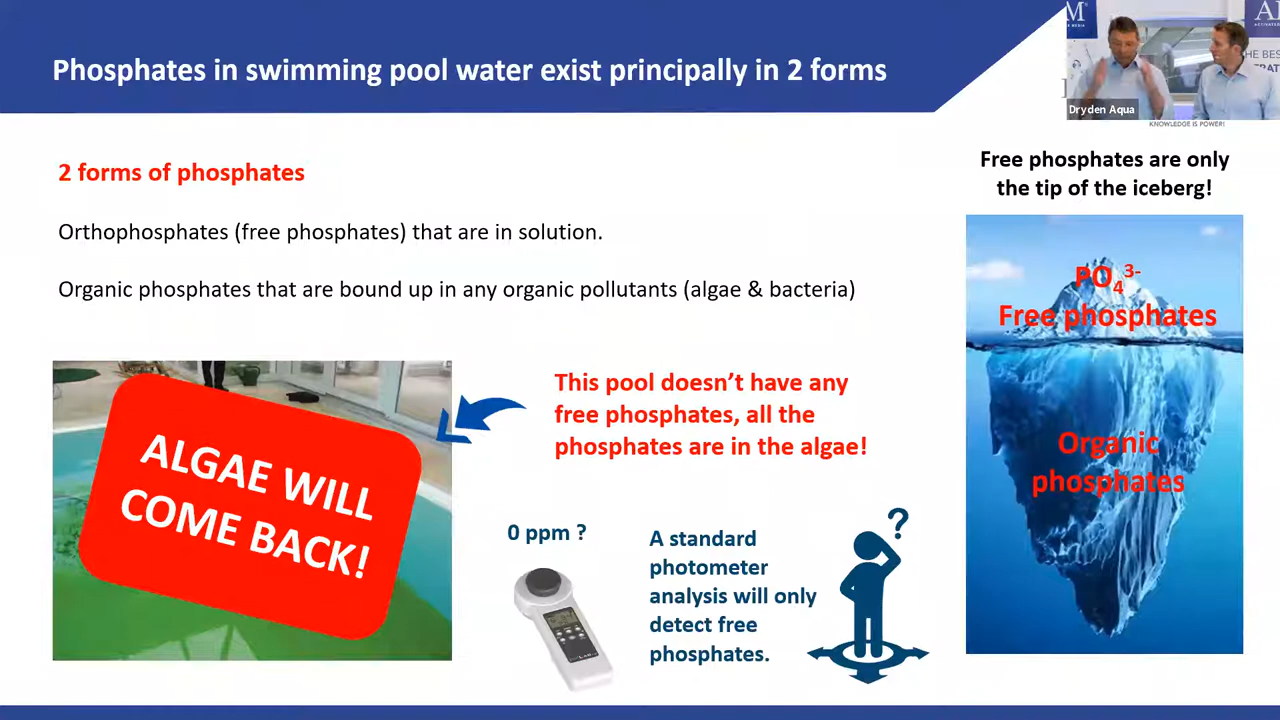 Phosphates in swimming pool water exist principally in 2 forms
Dryden Aqua
KNOWLEDGE IS POWER!
2 forms of phosphates
Orthophosphates (free phosphates) that are in solution.
Organic phosphates that are bound up in any organic pollutants (algae & bacteria)
ALGAE WILL
COME BACK!
This pool doesn’t have any
free phosphates, all the
phosphates are in the algae!
0 ppm ?
A standard
photometer
analysis will only
detect free
phosphates.
?
Free phosphates are only
the tip of the iceberg!
PO₄³⁻
Free phosphates
Organic
phosphates